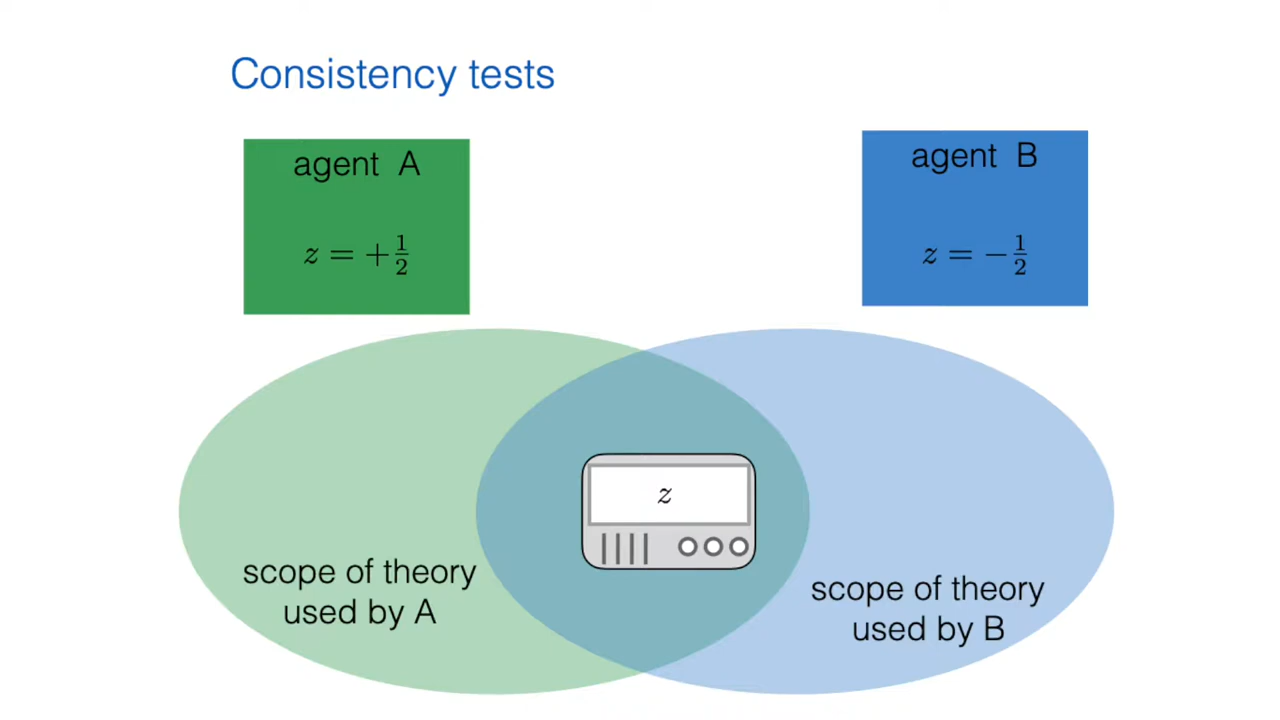 Consistency tests
agent A
z = +1/2
agent B
z = −1/2
z
scope of theory
used by A
scope of theory
used by B